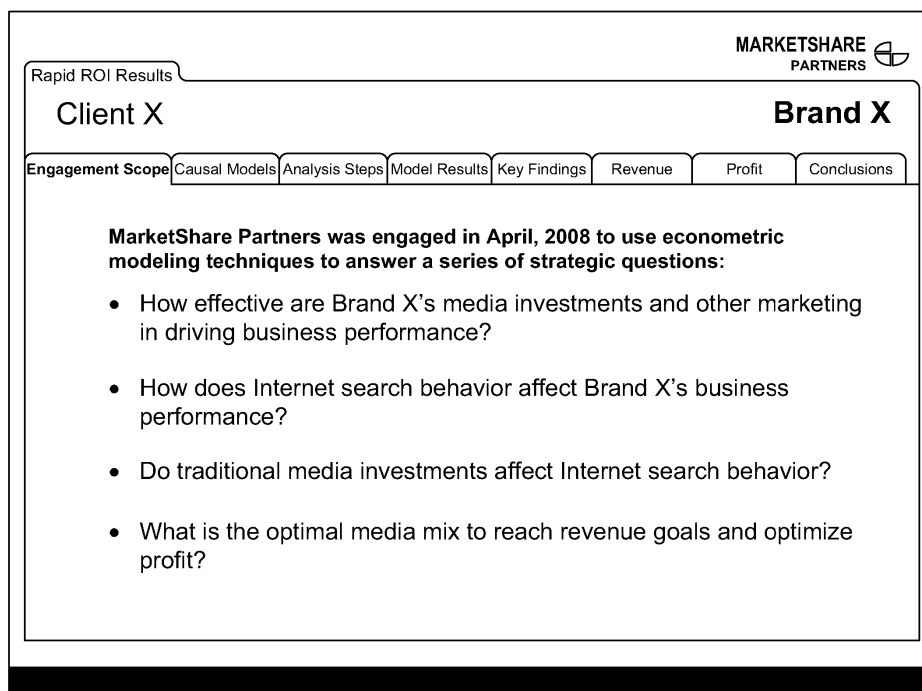 MARKETSHARE
PARTNERS
Rapid ROI Results
Client X
Brand X
Engagement Scope
Causal Models
Analysis Steps
Model Results
Key Findings
Revenue
Profit
Conclusions
MarketShare Partners was engaged in April, 2008 to use econometric
modeling techniques to answer a series of strategic questions:
• How effective are Brand X's media investments and other marketing
in driving business performance?
• How does Internet search behavior affect Brand X's business
performance?
• Do traditional media investments affect Internet search behavior?
• What is the optimal media mix to reach revenue goals and optimize
profit?